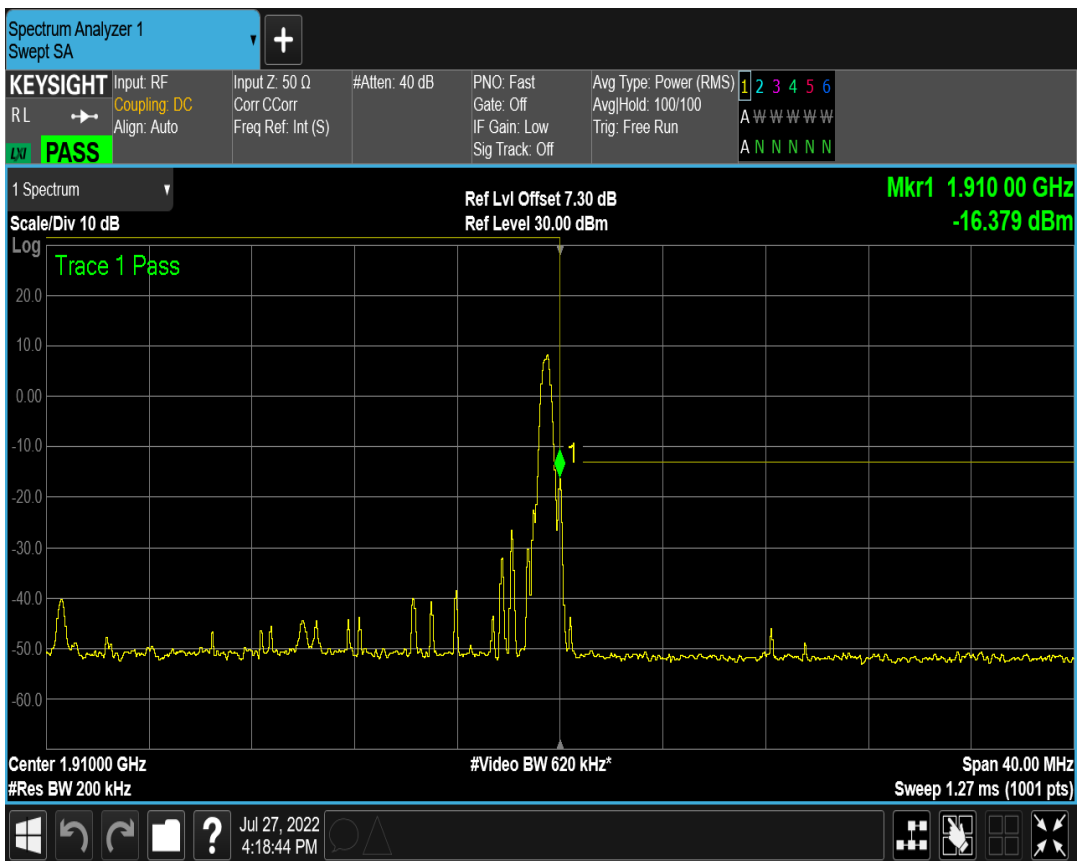 Spectrum Analyzer 1
Swept SA
+
KEYSIGHT
RL
LXI PASS
Input: RF
Coupling: DC
Align: Auto
Input Z: 50 Ω
Corr CCorr
Freq Ref: Int (S)
#Atten: 40 dB
PNO: Fast
Gate: Off
IF Gain: Low
Sig Track: Off
Avg Type: Power (RMS)
Avg|Hold: 100/100
Trig: Free Run
1 2 3 4 5 6
A W W W W W
A N N N N N
1 Spectrum
Scale/Div 10 dB
Ref Lvl Offset 7.30 dB
Ref Level 30.00 dBm
Mkr1 1.910 00 GHz
-16.379 dBm
Log
Trace 1 Pass
20.0
10.0
0.00
-10.0
1
-20.0
-30.0
-40.0
-50.0
-60.0
Center 1.91000 GHz
#Res BW 200 kHz
#Video BW 620 kHz*
Span 40.00 MHz
Sweep 1.27 ms (1001 pts)
?
Jul 27, 2022
4:18:44 PM